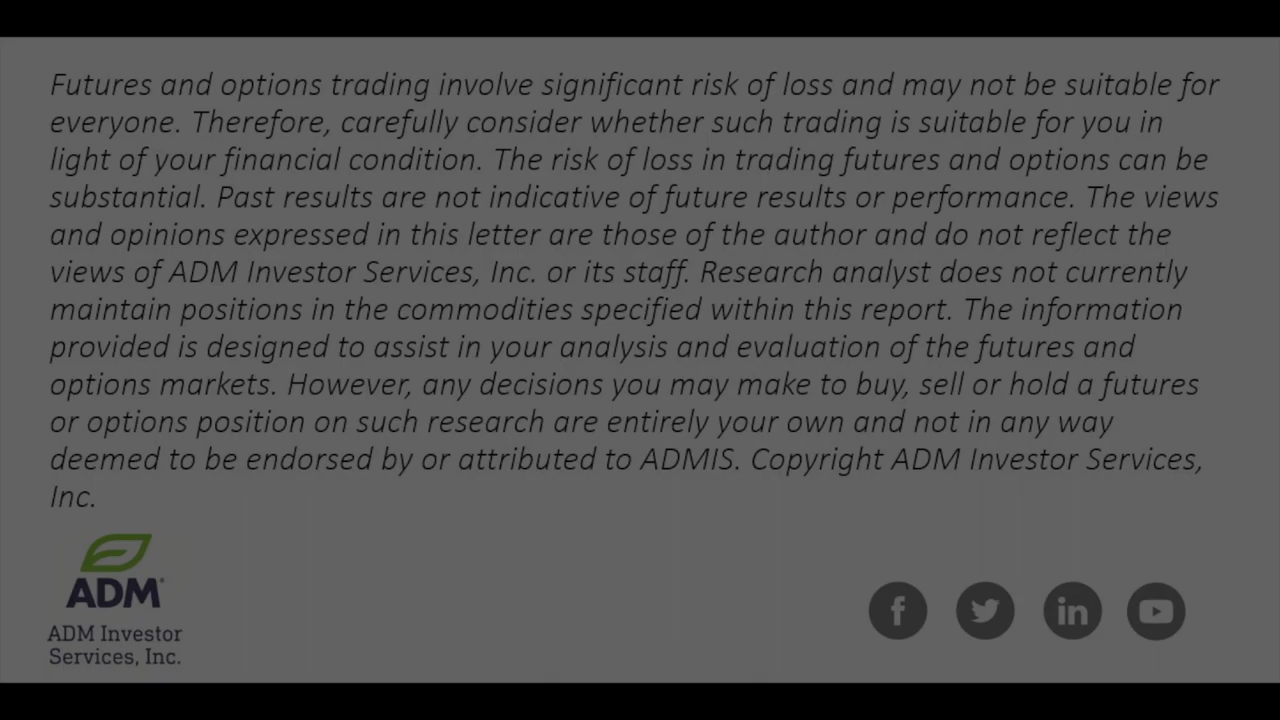 Futures and options trading involve significant risk of loss and may not be suitable for
everyone. Therefore, carefully consider whether such trading is suitable for you in
light of your financial condition. The risk of loss in trading futures and options can be
substantial. Past results are not indicative of future results or performance. The views
and opinions expressed in this letter are those of the author and do not reflect the
views of ADM Investor Services, Inc. or its staff. Research analyst does not currently
maintain positions in the commodities specified within this report. The information
provided is designed to assist in your analysis and evaluation of the futures and
options markets. However, any decisions you may make to buy, sell or hold a futures
or options position on such research are entirely your own and not in any way
deemed to be endorsed by or attributed to ADMIS. Copyright ADM Investor Services,
Inc.
ADM
ADM Investor
Services, Inc.
f
in